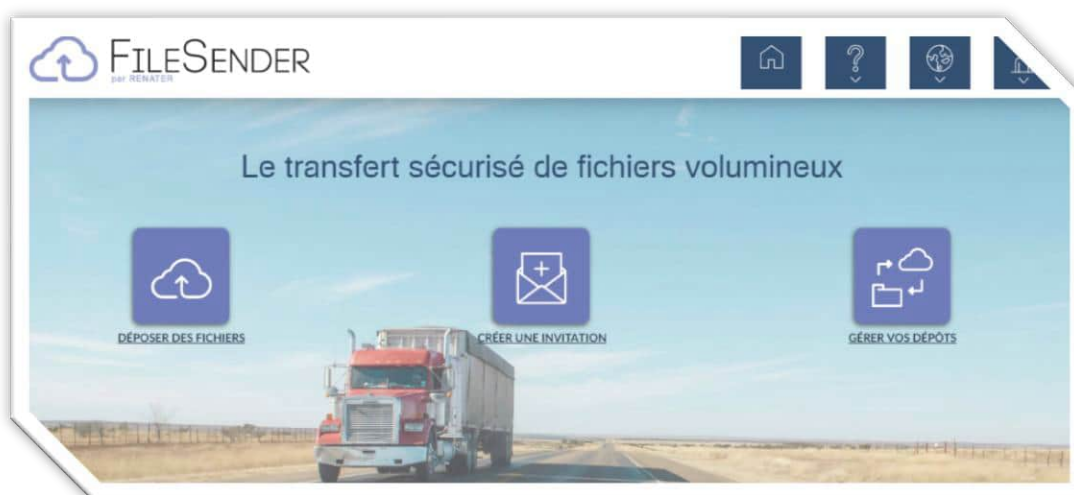 FILESENDER
par RENATER
Le transfert sécurisé de fichiers volumineux
DÉPOSER DES FICHIERS
CRÉER UNE INVITATION
GÉRER VOS DÉPÔTS